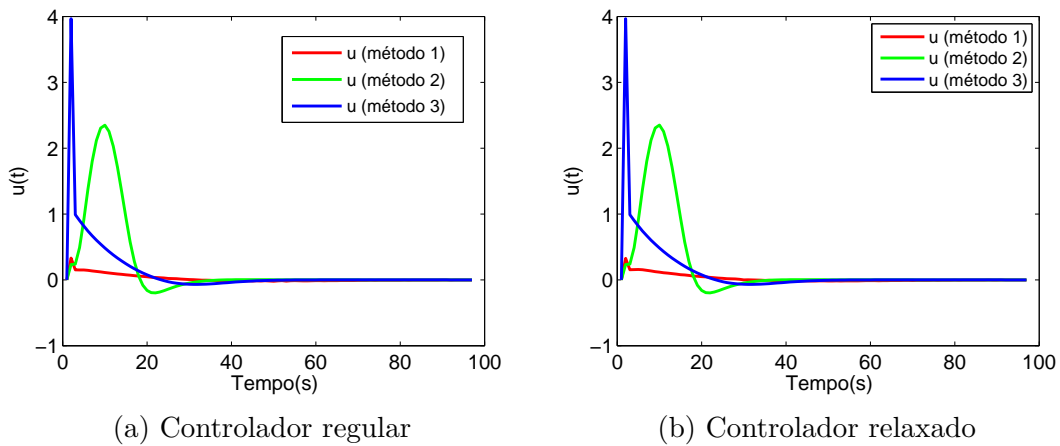 4
3
2
1
0
−1
u(t)
0
20
40
60
80
100
Tempo(s)
u (método 1)
u (método 2)
u (método 3)
(a) Controlador regular
4
3
2
1
0
−1
u(t)
0
20
40
60
80
100
Tempo(s)
u (método 1)
u (método 2)
u (método 3)
(b) Controlador relaxado